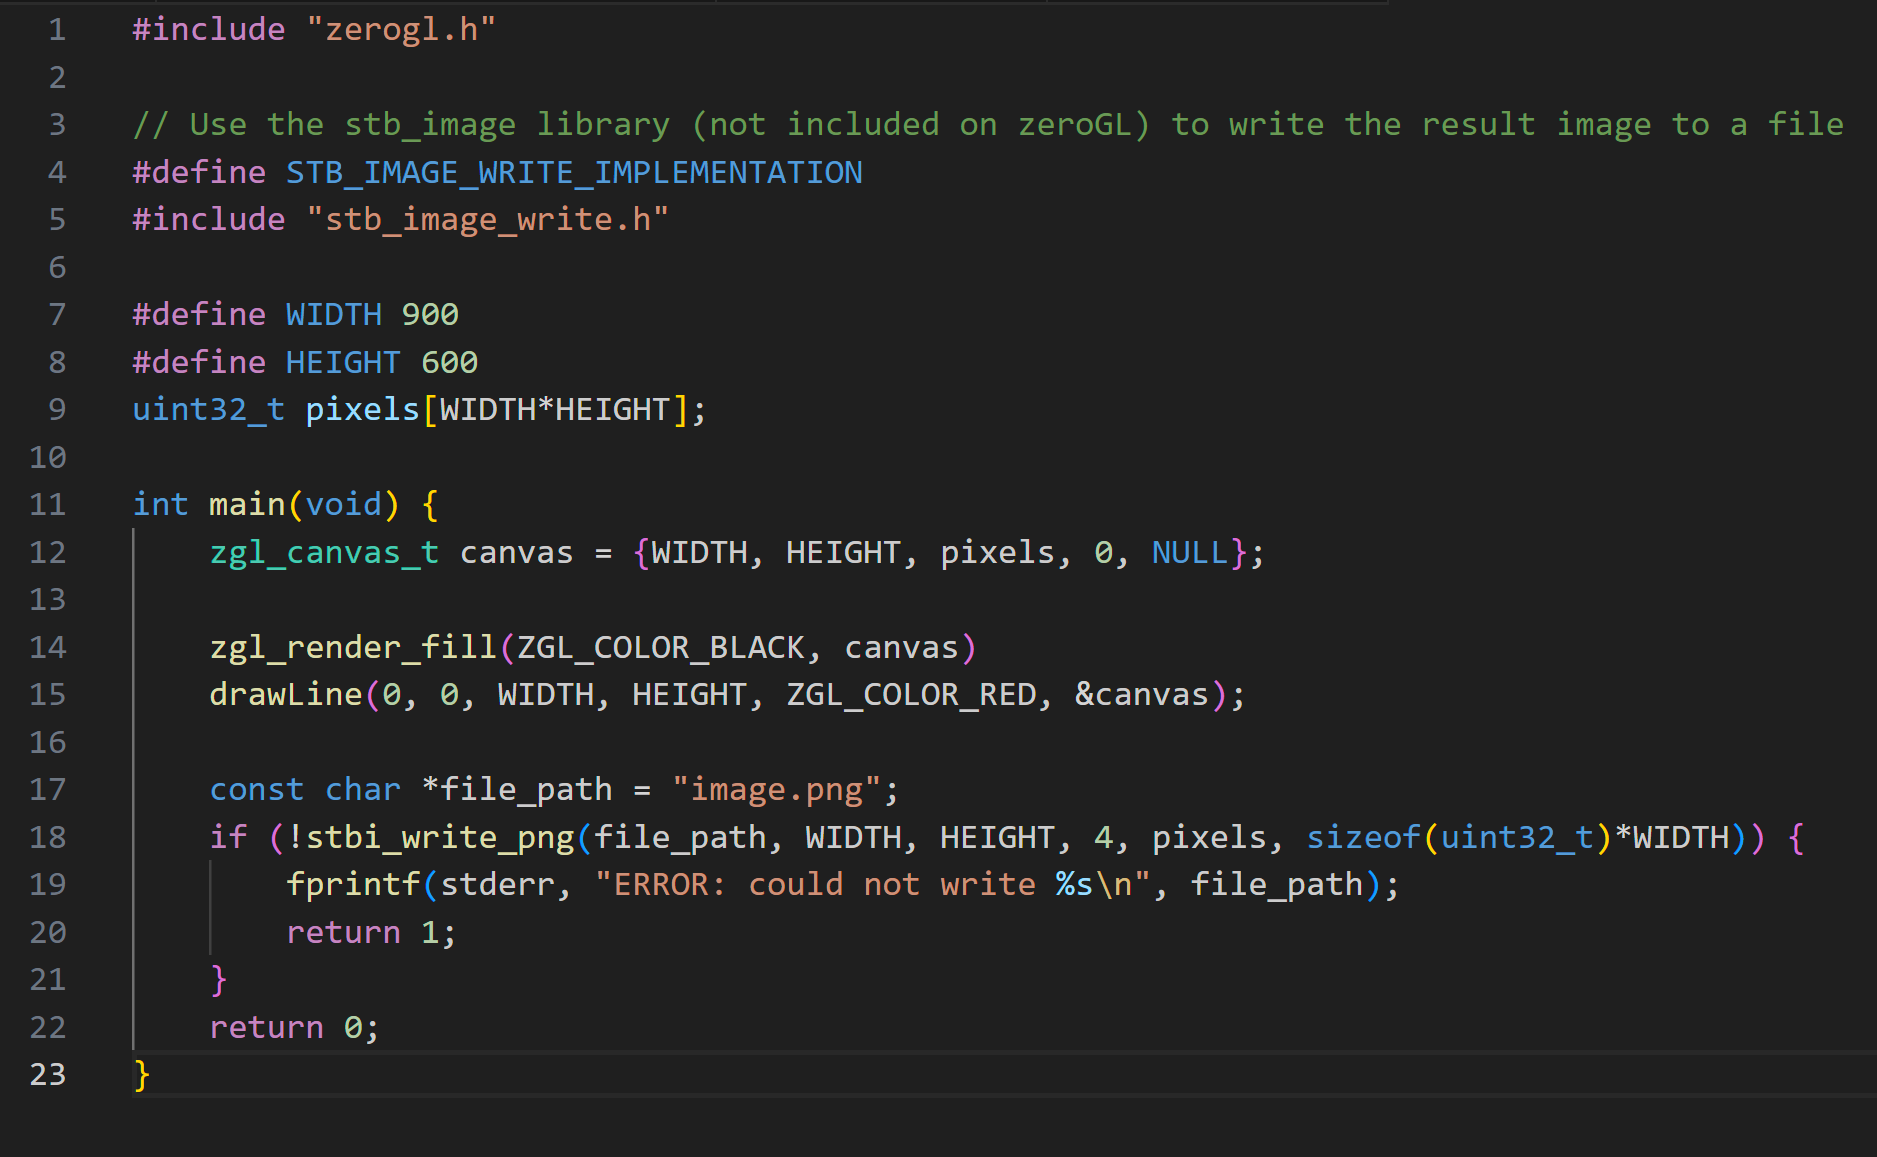 1 #include "zerogl.h"
2
3 // Use the stb_image library (not included on zeroGL) to write the result image to a file
4 #define STB_IMAGE_WRITE_IMPLEMENTATION
5 #include "stb_image_write.h"
6
7 #define WIDTH 900
8 #define HEIGHT 600
9 uint32_t pixels[WIDTH*HEIGHT];
10
11 int main(void) {
12     zgl_canvas_t canvas = {WIDTH, HEIGHT, pixels, 0, NULL};
13
14     zgl_render_fill(ZGL_COLOR_BLACK, canvas)
15     drawLine(0, 0, WIDTH, HEIGHT, ZGL_COLOR_RED, &canvas);
16
17     const char *file_path = "image.png";
18     if (!stbi_write_png(file_path, WIDTH, HEIGHT, 4, pixels, sizeof(uint32_t)*WIDTH)) {
19         fprintf(stderr, "ERROR: could not write %s\n", file_path);
20         return 1;
21     }
22     return 0;
23 }